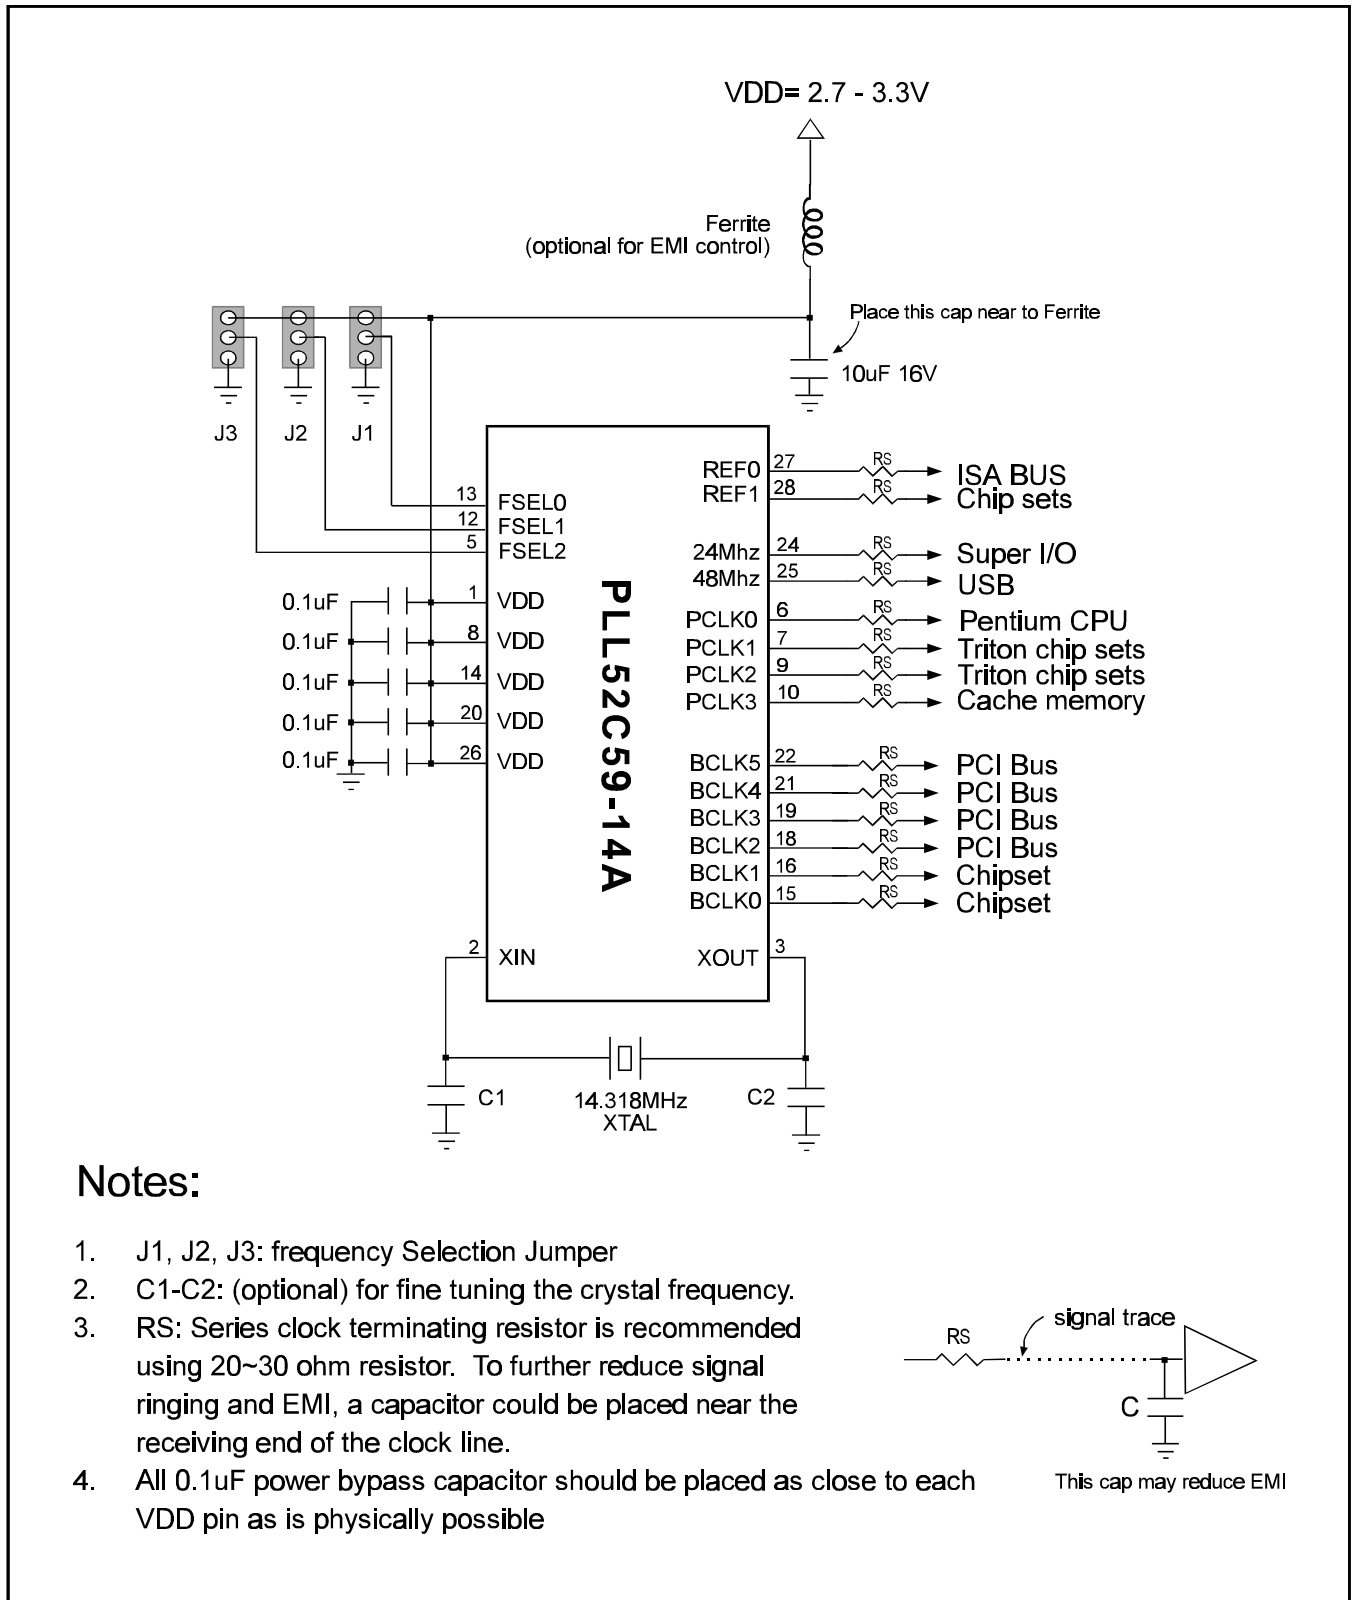 VDD= 2.7 - 3.3V
Ferrite
(optional for EMI control)
Place this cap near to Ferrite
10uF 16V
J3 J2 J1
PLL52C59-14A
13 FSEL0
12 FSEL1
5 FSEL2
0.1uF 1 VDD
0.1uF 8 VDD
0.1uF 14 VDD
0.1uF 20 VDD
0.1uF 26 VDD
2 XIN
REF0 27 RS ISA BUS
REF1 28 RS Chip sets
24Mhz 24 RS Super I/O
48Mhz 25 RS USB
PCLK0 6 RS Pentium CPU
PCLK1 7 RS Triton chip sets
PCLK2 9 RS Triton chip sets
PCLK3 10 RS Cache memory
BCLK5 22 RS PCI Bus
BCLK4 21 RS PCI Bus
BCLK3 19 RS PCI Bus
BCLK2 18 RS PCI Bus
BCLK1 16 RS Chipset
BCLK0 15 RS Chipset
XOUT 3
C1
14.318MHz
XTAL
C2
Notes:
1. J1, J2, J3: frequency Selection Jumper
2. C1-C2: (optional) for fine tuning the crystal frequency.
3. RS: Series clock terminating resistor is recommended
using 20~30 ohm resistor. To further reduce signal
ringing and EMI, a capacitor could be placed near the
receiving end of the clock line.
4. All 0.1uF power bypass capacitor should be placed as close to each
VDD pin as is physically possible
RS
signal trace
C
This cap may reduce EMI